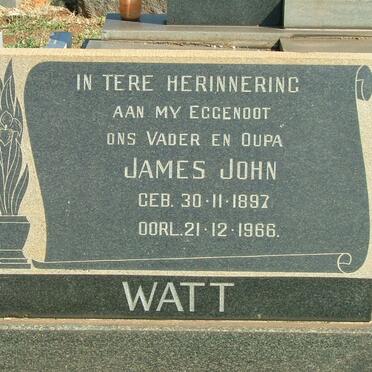 IN TERE HERINNERING
AAN MY EGGENOOT
ONS VADER EN OUPA
JAMES JOHN
GEB. 30-11-1897
OORL. 21-12-1966.
WATT